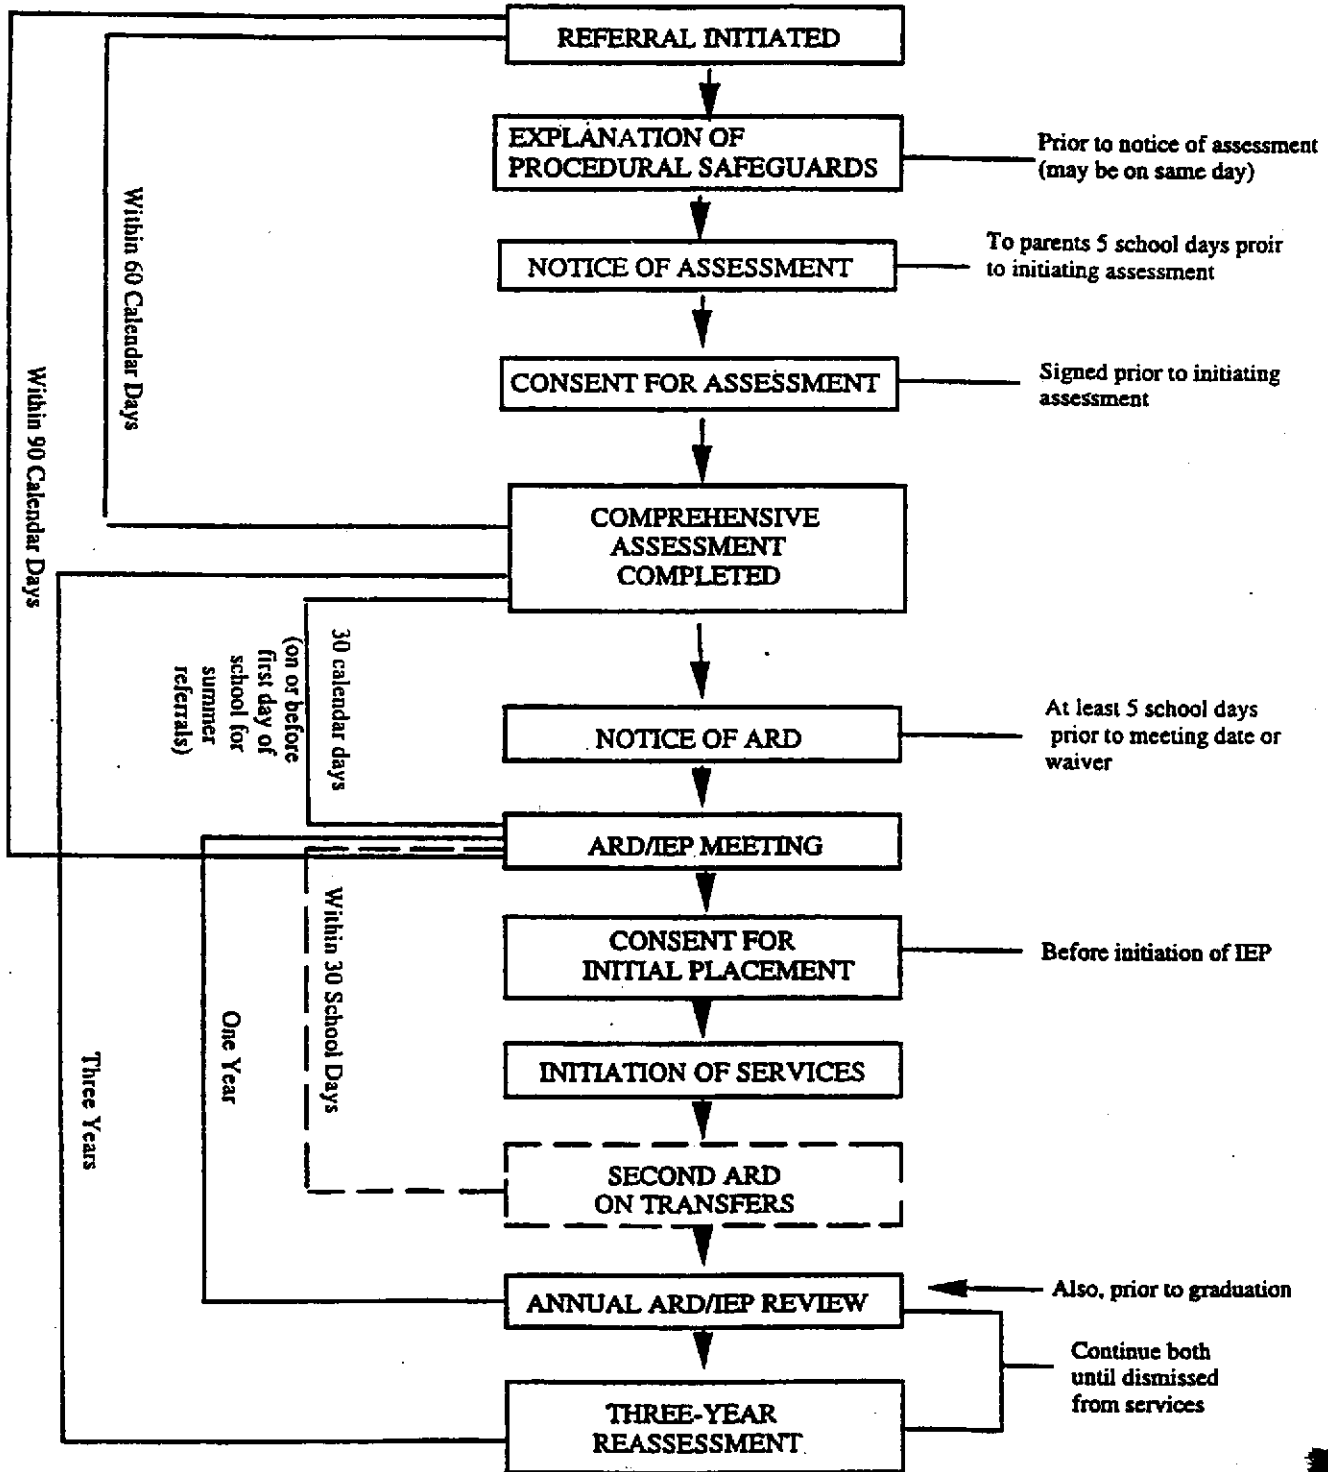 REFERRAL INITIATED
EXPLANATION OF
PROCEDURAL SAFEGUARDS
Prior to notice of assessment
(may be on same day)
NOTICE OF ASSESSMENT
To parents 5 school days proir
to initiating assessment
CONSENT FOR ASSESSMENT
Signed prior to initiating
assessment
Within 60 Calendar Days
Within 90 Calendar Days
COMPREHENSIVE
ASSESSMENT
COMPLETED
30 calendar days
(on or before
first day of
school for
summer
referrals)
NOTICE OF ARD
At least 5 school days
prior to meeting date or
waiver
ARD/IEP MEETING
Within 30 School Days
CONSENT FOR
INITIAL PLACEMENT
Before initiation of IEP
One Year
Three Years
INITIATION OF SERVICES
SECOND ARD
ON TRANSFERS
ANNUAL ARD/IEP REVIEW
Also, prior to graduation
Continue both
until dismissed
from services
THREE-YEAR
REASSESSMENT